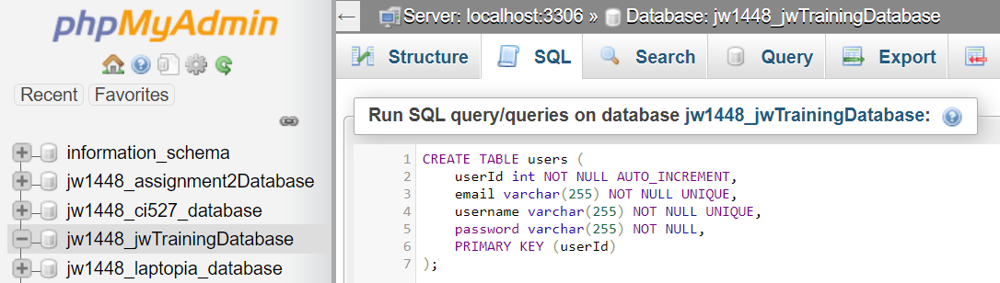 phpMyAdmin
Recent Favorites
information_schema
jw1448_assignment2Database
jw1448_ci527_database
jw1448_jwTrainingDatabase
jw1448_laptopia_database
Server: localhost:3306 » Database: jw1448_jwTrainingDatabase
Structure SQL Search Query Export
Run SQL query/queries on database jw1448_jwTrainingDatabase:
1 CREATE TABLE users (
2 userId int NOT NULL AUTO_INCREMENT,
3 email varchar(255) NOT NULL UNIQUE,
4 username varchar(255) NOT NULL UNIQUE,
5 password varchar(255) NOT NULL,
6 PRIMARY KEY (userId)
7 );